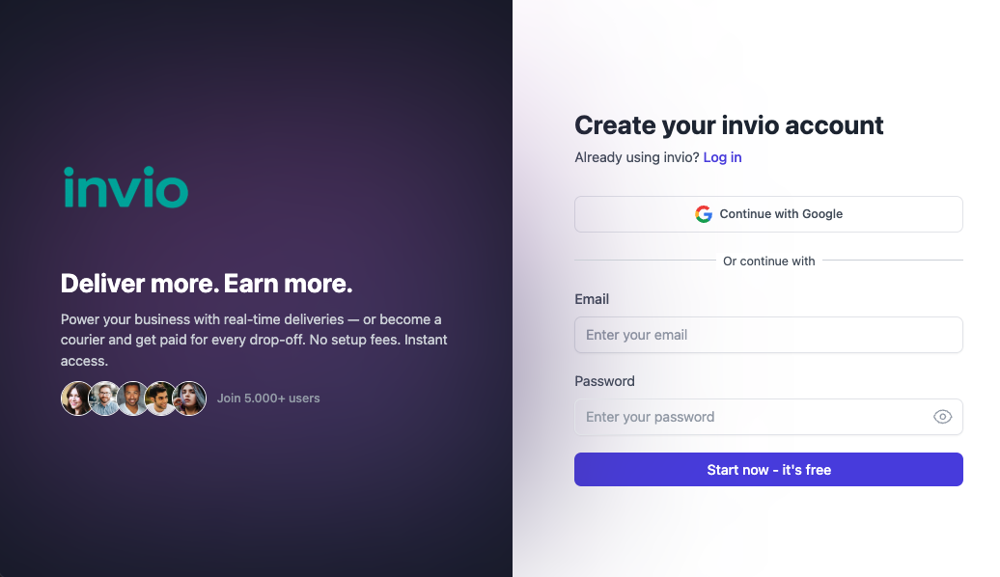 invio
Deliver more. Earn more.
Power your business with real-time deliveries — or become a
courier and get paid for every drop-off. No setup fees. Instant
access.
Join 5.000+ users
Create your invio account
Already using invio? Log in
Continue with Google
Or continue with
Email
Enter your email
Password
Enter your password
Start now - it's free